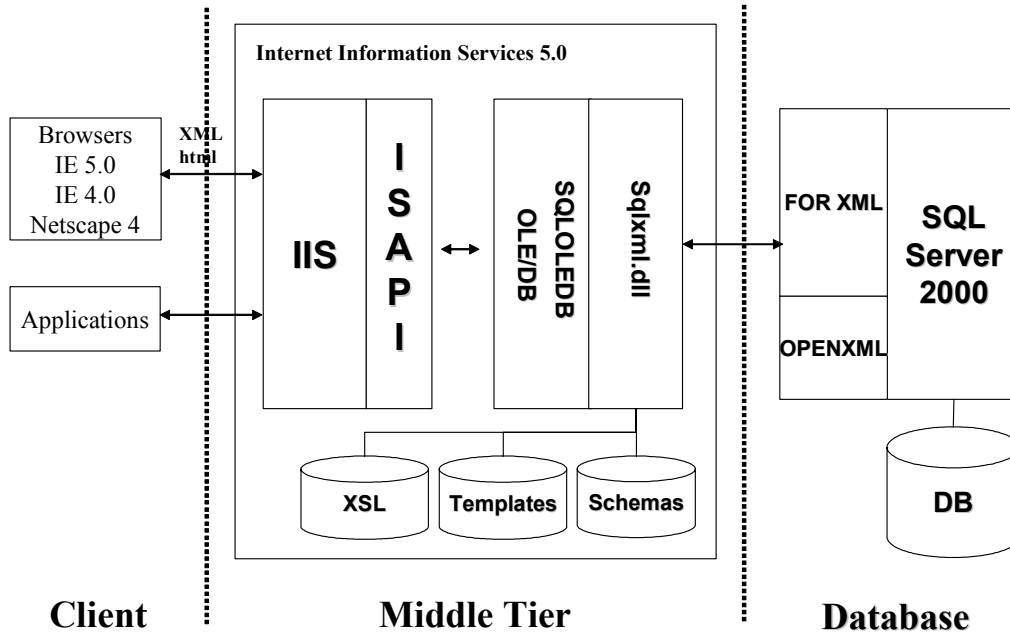 Internet Information Services 5.0
Browsers
IE 5.0
IE 4.0
Netscape 4
Applications
XML
html
IIS
I
S
A
P
I
SQLOLEDB
OLE/DB
Sqlxml.dll
FOR XML
OPENXML
SQL
Server
2000
XSL
Templates
Schemas
DB
Client
Middle Tier
Database